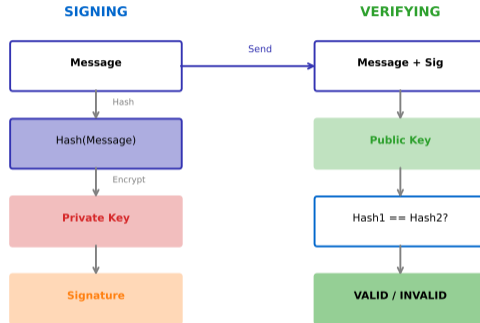 SIGNING
Message
Hash
Hash(Message)
Encrypt
Private Key
Signature
Send
VERIFYING
Message + Sig
Public Key
Hash1 == Hash2?
VALID / INVALID